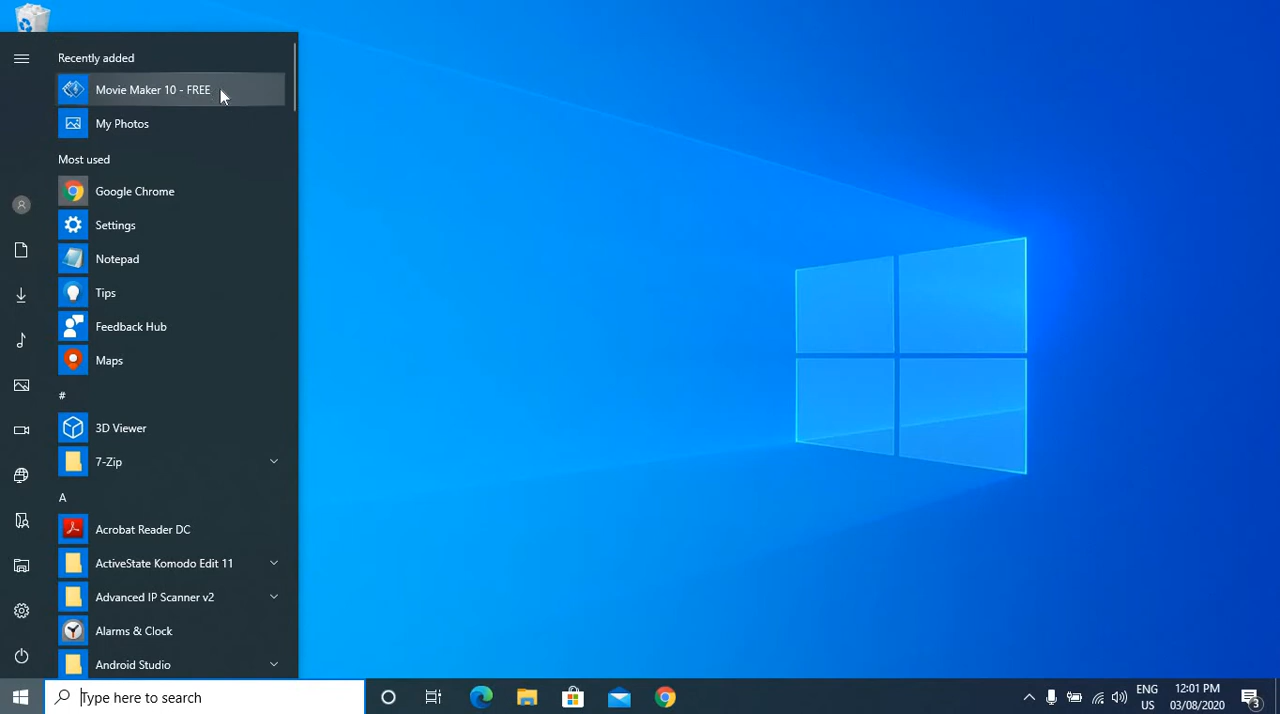 Recently added
Movie Maker 10 - FREE
My Photos
Most used
Google Chrome
Settings
Notepad
Tips
Feedback Hub
Maps
#
3D Viewer
7-Zip
A
Acrobat Reader DC
ActiveState Komodo Edit 11
Advanced IP Scanner v2
Alarms & Clock
Android Studio
Type here to search
ENG
US
12:01 PM
03/08/2020
3